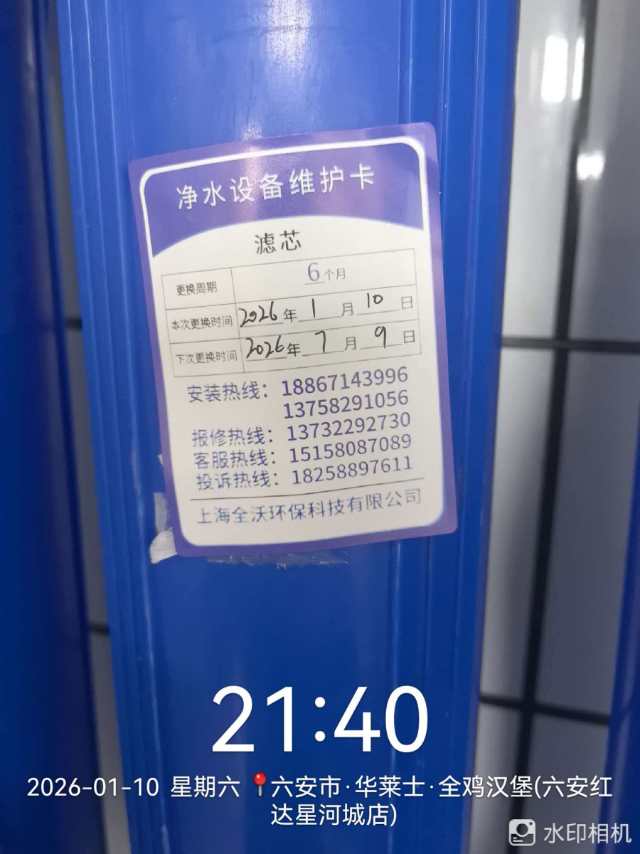 净水设备维护卡
滤芯
更换周期 6个月
本次更换时间 2026年 1月 10日
下次更换时间 2026年 7月 9日
安装热线：18867143996
13758291056
报修热线：13732292730
客服热线：15158087089
投诉热线：18258897611
上海全沃环保科技有限公司
21:40
2026-01-10 星期六 六安市·华莱士·全鸡汉堡(六安红
达星河城店)
水印相机